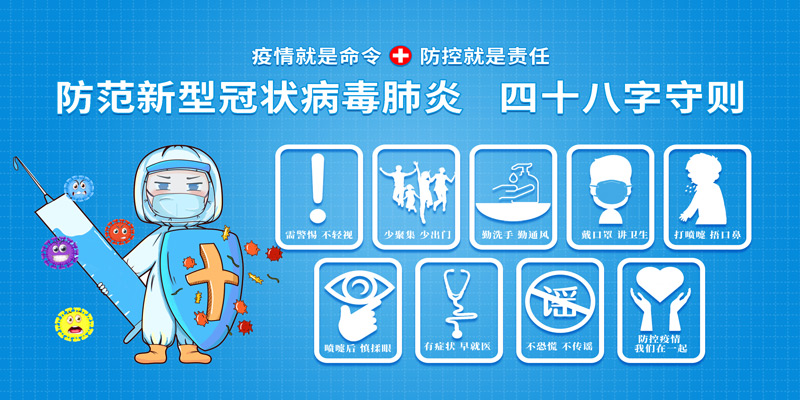 疫情就是命令 防控就是责任
防范新型冠状病毒肺炎 四十八字守则
需警惕 不轻视
少聚集 少出门
勤洗手 勤通风
戴口罩 讲卫生
打喷嚏 捂口鼻
喷嚏后 慎揉眼
有症状 早就医
谣
不恐慌 不传谣
防控疫情
我们在一起